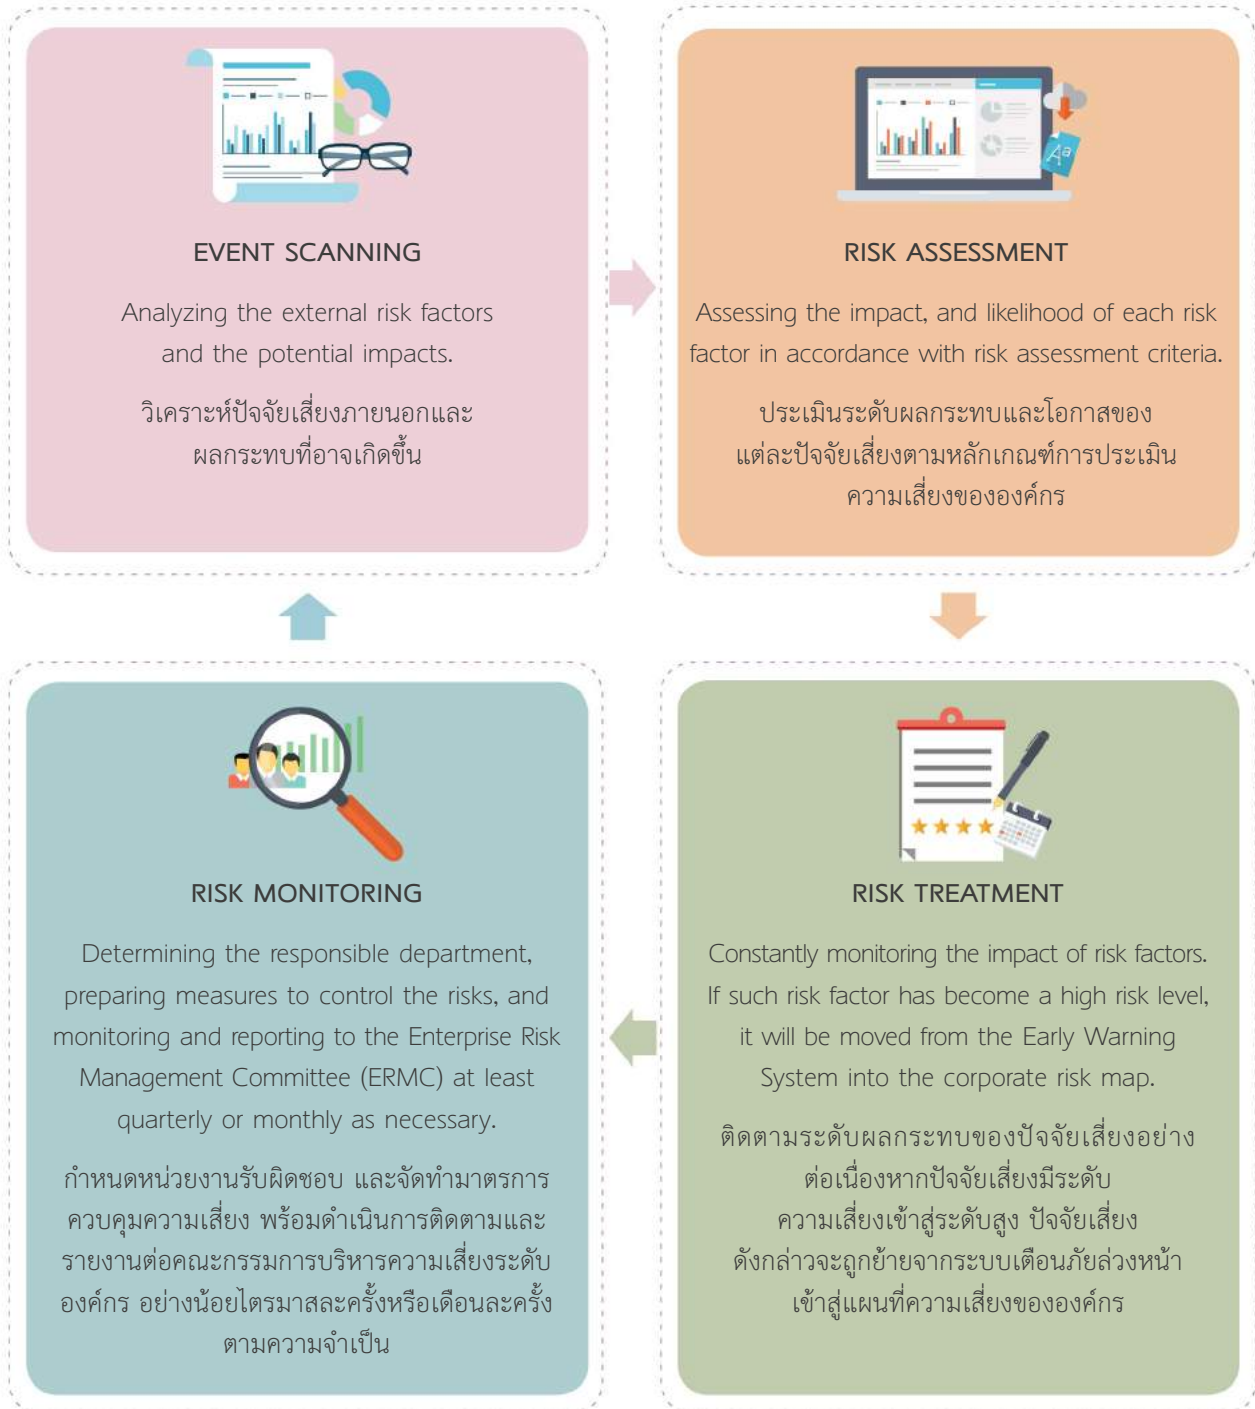 EVENT SCANNING
Analyzing the external risk factors
and the potential impacts.
วิเคราะห์ปัจจัยเสี่ยงภายนอกและ
ผลกระทบที่อาจเกิดขึ้น
Aa
RISK ASSESSMENT
Assessing the impact, and likelihood of each risk
factor in accordance with risk assessment criteria.
ประเมินระดับผลกระทบและโอกาสของ
แต่ละปัจจัยเสี่ยงตามหลักเกณฑ์การประเมิน
ความเสี่ยงขององค์กร
RISK MONITORING
Determining the responsible department,
preparing measures to control the risks, and
monitoring and reporting to the Enterprise Risk
Management Committee (ERMC) at least
quarterly or monthly as necessary.
กำหนดหน่วยงานรับผิดชอบ และจัดทำมาตรการ
ควบคุมความเสี่ยง พร้อมดำเนินการติดตามและ
รายงานต่อคณะกรรมการบริหารความเสี่ยงระดับ
องค์กร อย่างน้อยไตรมาสละครั้งหรือเดือนละครั้ง
ตามความจำเป็น
RISK TREATMENT
Constantly monitoring the impact of risk factors.
If such risk factor has become a high risk level,
it will be moved from the Early Warning
System into the corporate risk map.
ติดตามระดับผลกระทบของปัจจัยเสี่ยงอย่าง
ต่อเนื่องหากปัจจัยเสี่ยงมีระดับ
ความเสี่ยงเข้าสู่ระดับสูง ปัจจัยเสี่ยง
ดังกล่าวจะถูกย้ายจากระบบเตือนภัยล่วงหน้า
เข้าสู่แผนที่ความเสี่ยงขององค์กร